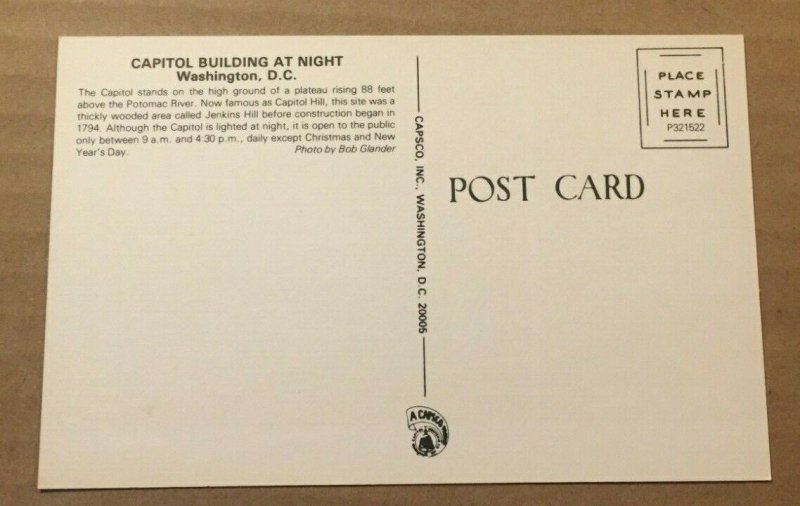 CAPITOL BUILDING AT NIGHT
Washington, D.C.
The Capitol stands on the high ground of a plateau rising 88 feet
above the Potomac River. Now famous as Capitol Hill, this site was a
thickly wooded area called Jenkins Hill before construction began in
1794. Although the Capitol is lighted at night, it is open to the public
only between 9 a.m. and 4:30 p.m., daily except Christmas and New
Year's Day.
Photo by Bob Glander
CAPSCO, INC., WASHINGTON, D.C. 20005
A CAPSCO
PLACE
STAMP
HERE
P321522
POST CARD